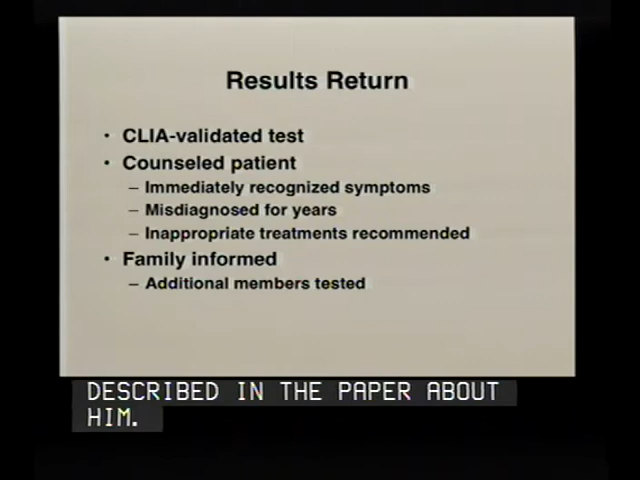 Results Return
• CLIA-validated test
• Counseled patient
– Immediately recognized symptoms
– Misdiagnosed for years
– Inappropriate treatments recommended
• Family informed
– Additional members tested
DESCRIBED IN THE PAPER ABOUT
HIM.